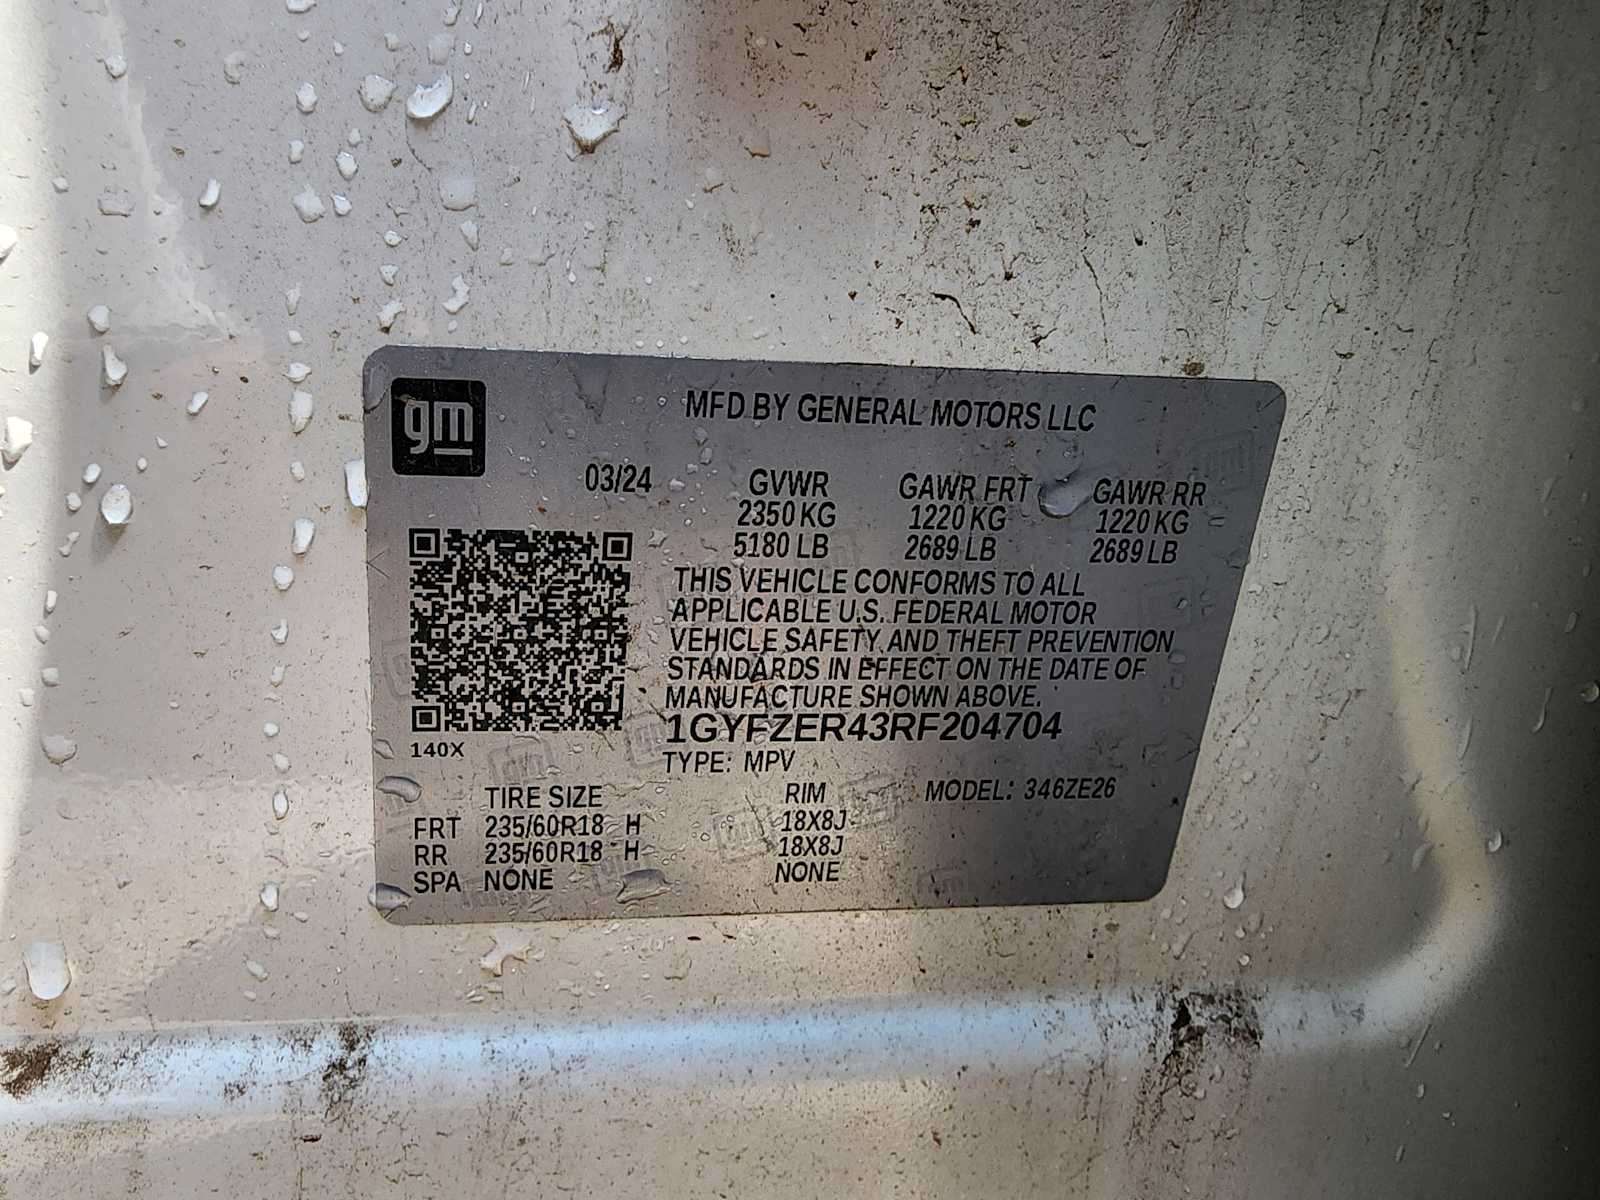 gm
MFD BY GENERAL MOTORS LLC
03/24 GVWR GAWR FRT GAWR RR
2350 KG 1220 KG 1220 KG
5180 LB 2689 LB 2689 LB
THIS VEHICLE CONFORMS TO ALL
APPLICABLE U.S. FEDERAL MOTOR
VEHICLE SAFETY AND THEFT PREVENTION
STANDARDS IN EFFECT ON THE DATE OF
MANUFACTURE SHOWN ABOVE.
1GYFZER43RF204704
140X
TYPE: MPV
TIRE SIZE RIM MODEL: 346ZE26
FRT 235/60R18 H 18X8J
RR 235/60R18 H 18X8J
SPA NONE NONE